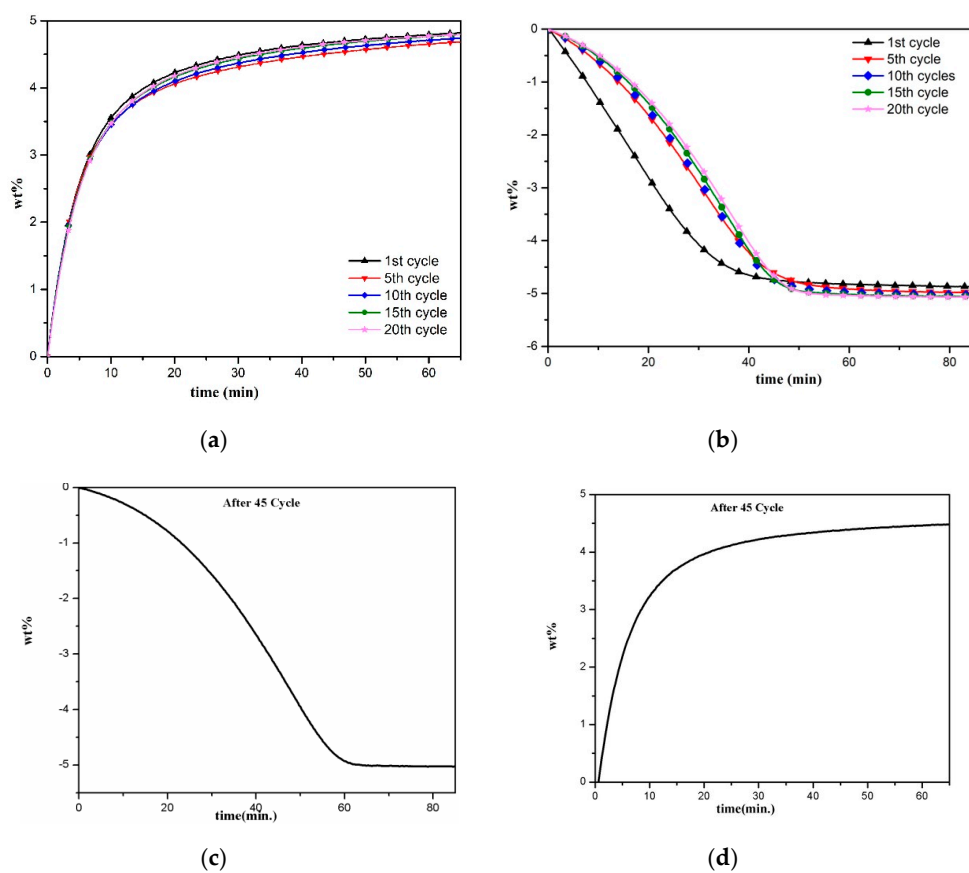 5
4
3
2
1
0
wt%
0 10 20 30 40 50 60
time (min)
1st cycle
5th cycle
10th cycle
15th cycle
20th cycle
(a)
0
-1
-2
-3
-4
-5
-6
wt%
0 20 40 60 80
time (min)
1st cycle
5th cycle
10th cycles
15th cycle
20th cycle
(b)
After 45 Cycle
0
-1
-2
-3
-4
-5
wt%
0 20 40 60 80
time(min.)
(c)
After 45 Cycle
5
4
3
2
1
0
wt%
0 10 20 30 40 50 60
time(min.)
(d)